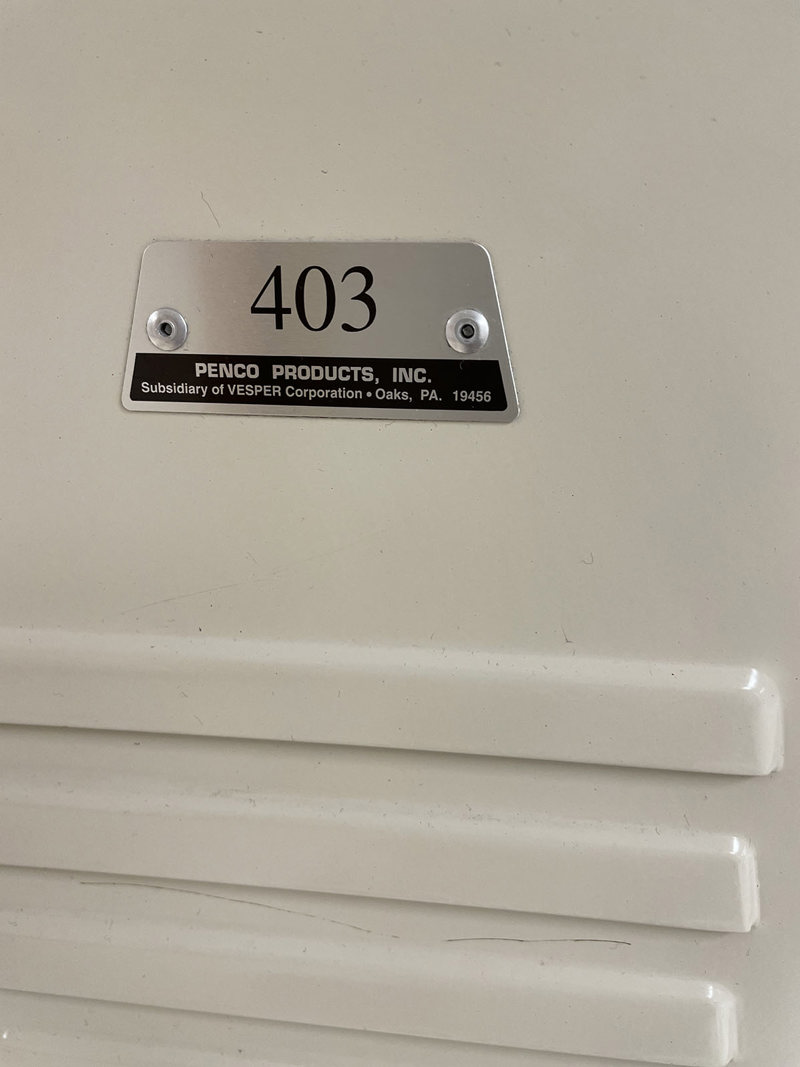 403
PENCO PRODUCTS, INC.
Subsidiary of VESPER Corporation • Oaks, PA. 19456